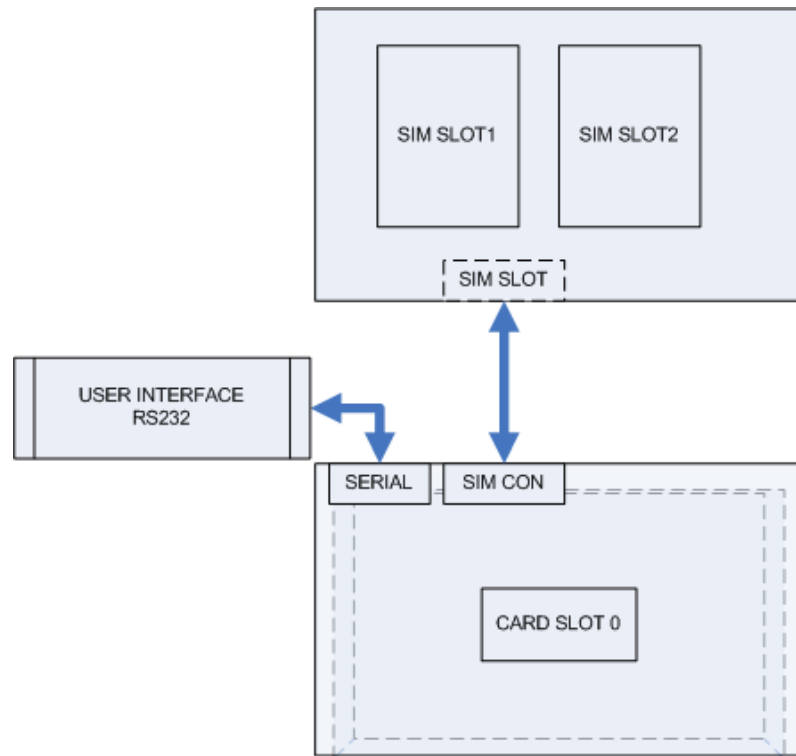 SIM SLOT1
SIM SLOT2
SIM SLOT
USER INTERFACE
RS232
SERIAL
SIM CON
CARD SLOT 0